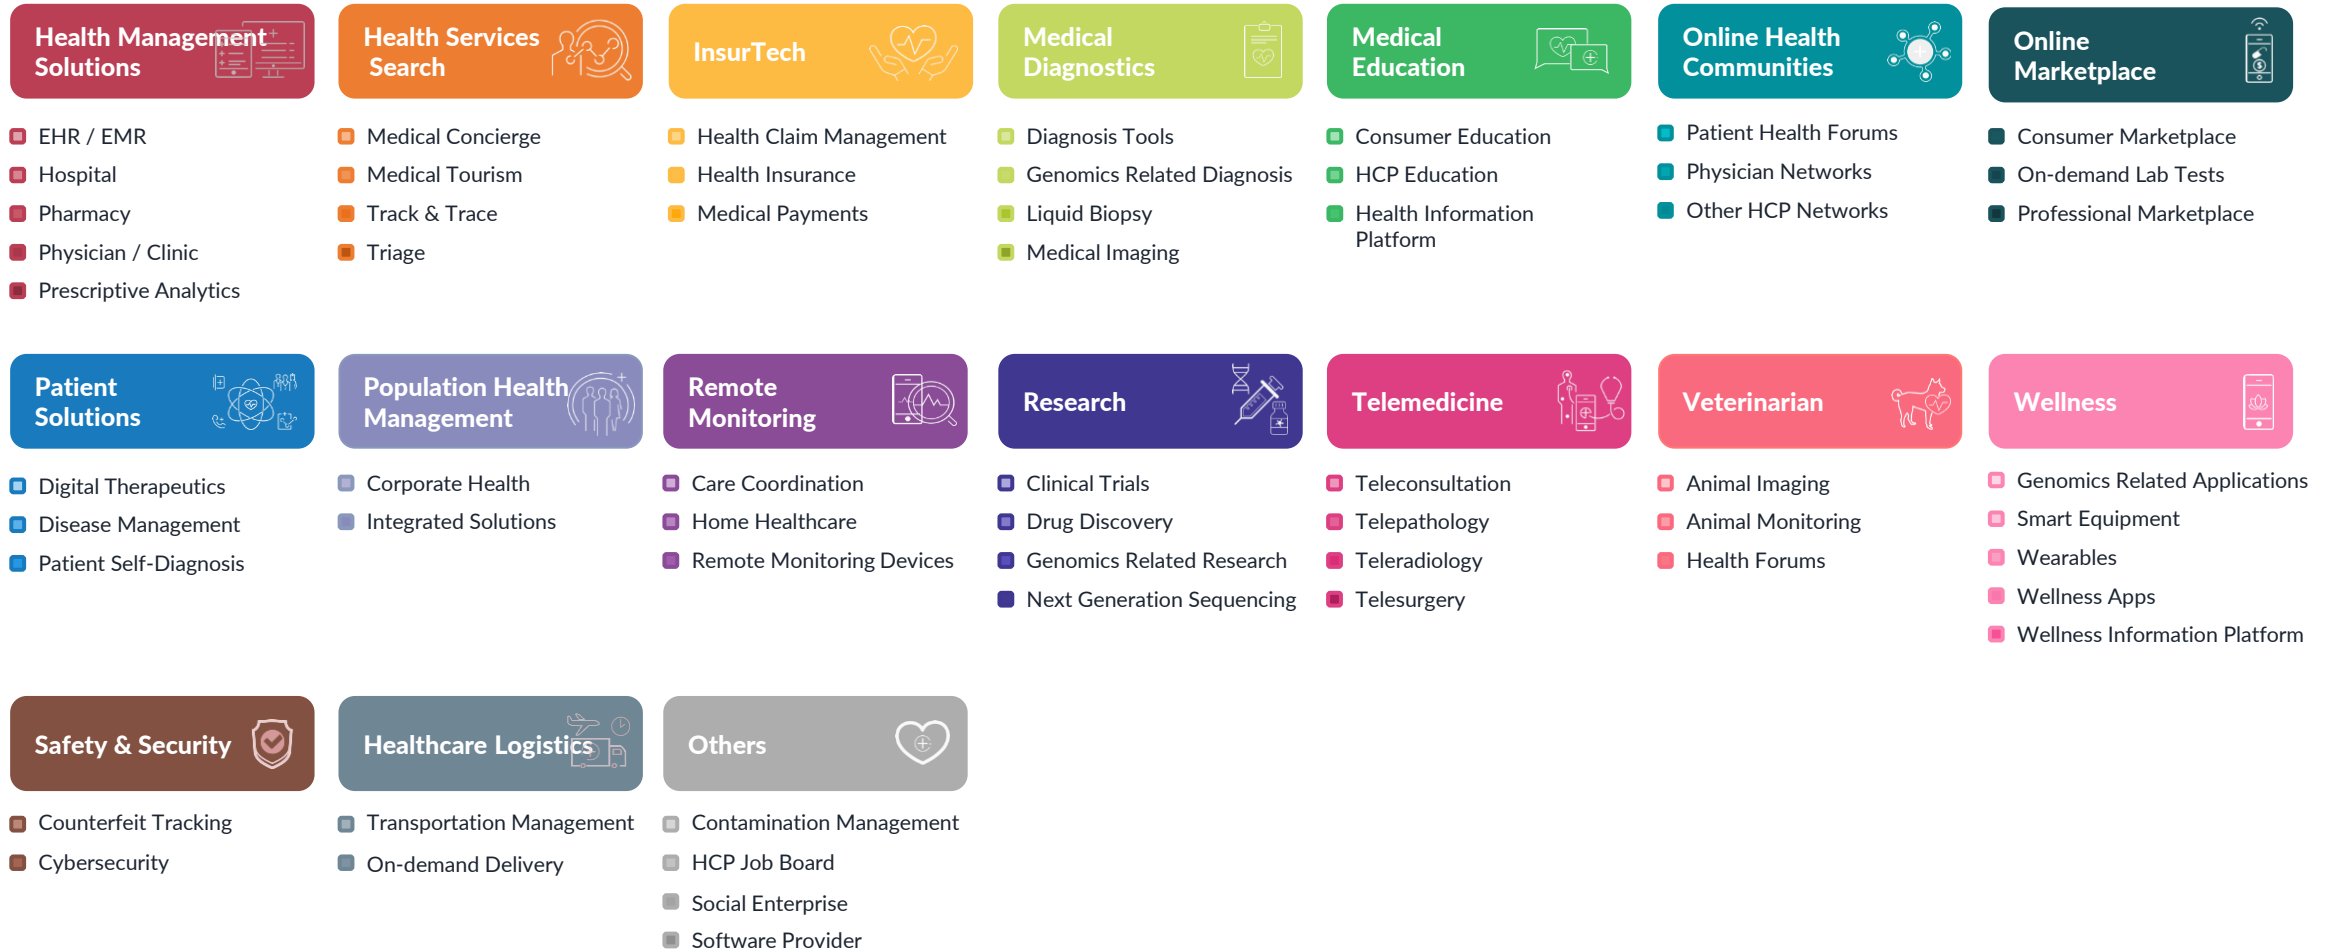 Health Management
Solutions
EHR / EMR
Hospital
Pharmacy
Physician / Clinic
Prescriptive Analytics
Health Services
Search
Medical Concierge
Medical Tourism
Track & Trace
Triage
InsurTech
Health Claim Management
Health Insurance
Medical Payments
Medical
Diagnostics
Diagnosis Tools
Genomics Related Diagnosis
Liquid Biopsy
Medical Imaging
Medical
Education
Consumer Education
HCP Education
Health Information
Platform
Online Health
Communities
Patient Health Forums
Physician Networks
Other HCP Networks
Online
Marketplace
Consumer Marketplace
On-demand Lab Tests
Professional Marketplace
Patient
Solutions
Digital Therapeutics
Disease Management
Patient Self-Diagnosis
Population Health
Management
Corporate Health
Integrated Solutions
Remote
Monitoring
Care Coordination
Home Healthcare
Remote Monitoring Devices
Research
Clinical Trials
Drug Discovery
Genomics Related Research
Next Generation Sequencing
Telemedicine
Teleconsultation
Telepathology
Teleradiology
Telesurgery
Veterinarian
Animal Imaging
Animal Monitoring
Health Forums
Wellness
Genomics Related Applications
Smart Equipment
Wearables
Wellness Apps
Wellness Information Platform
Safety & Security
Counterfeit Tracking
Cybersecurity
Healthcare Logistics
Transportation Management
On-demand Delivery
Others
Contamination Management
HCP Job Board
Social Enterprise
Software Provider